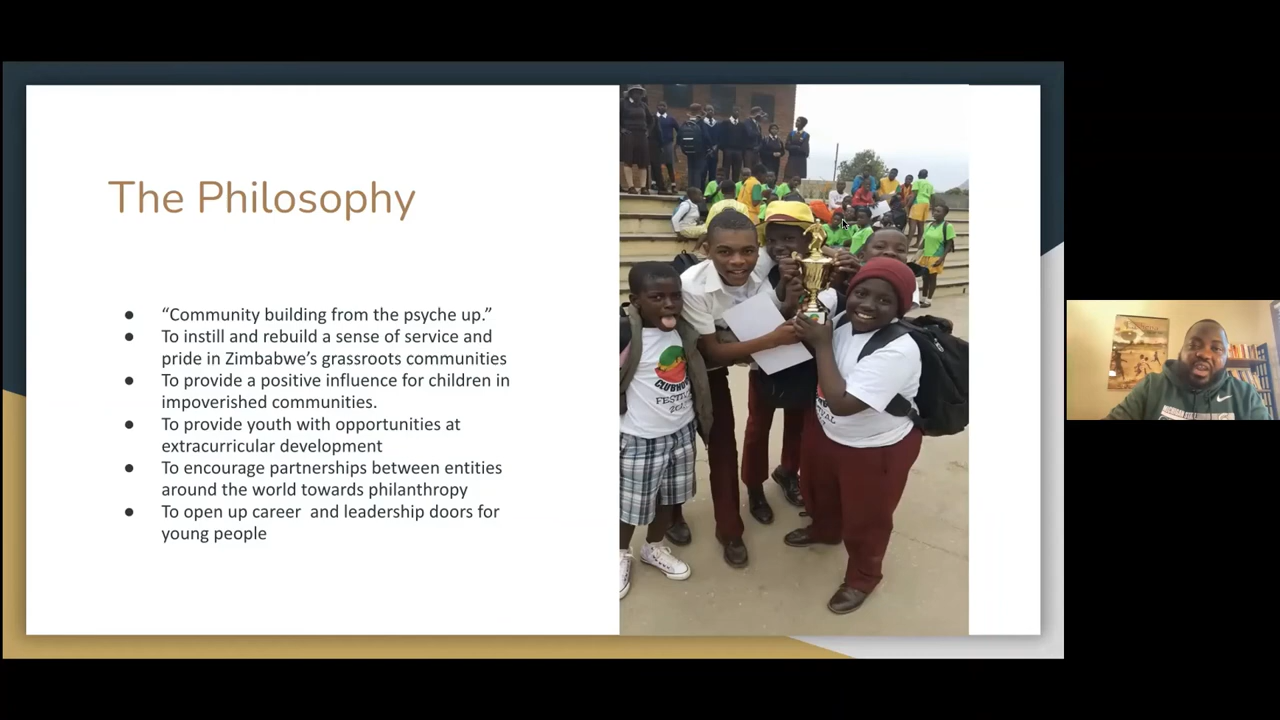 The Philosophy
● “Community building from the psyche up.”
● To instill and rebuild a sense of service and
pride in Zimbabwe’s grassroots communities
● To provide a positive influence for children in
impoverished communities.
● To provide youth with opportunities at
extracurricular development
● To encourage partnerships between entities
around the world towards philanthropy
● To open up career  and leadership doors for
young people